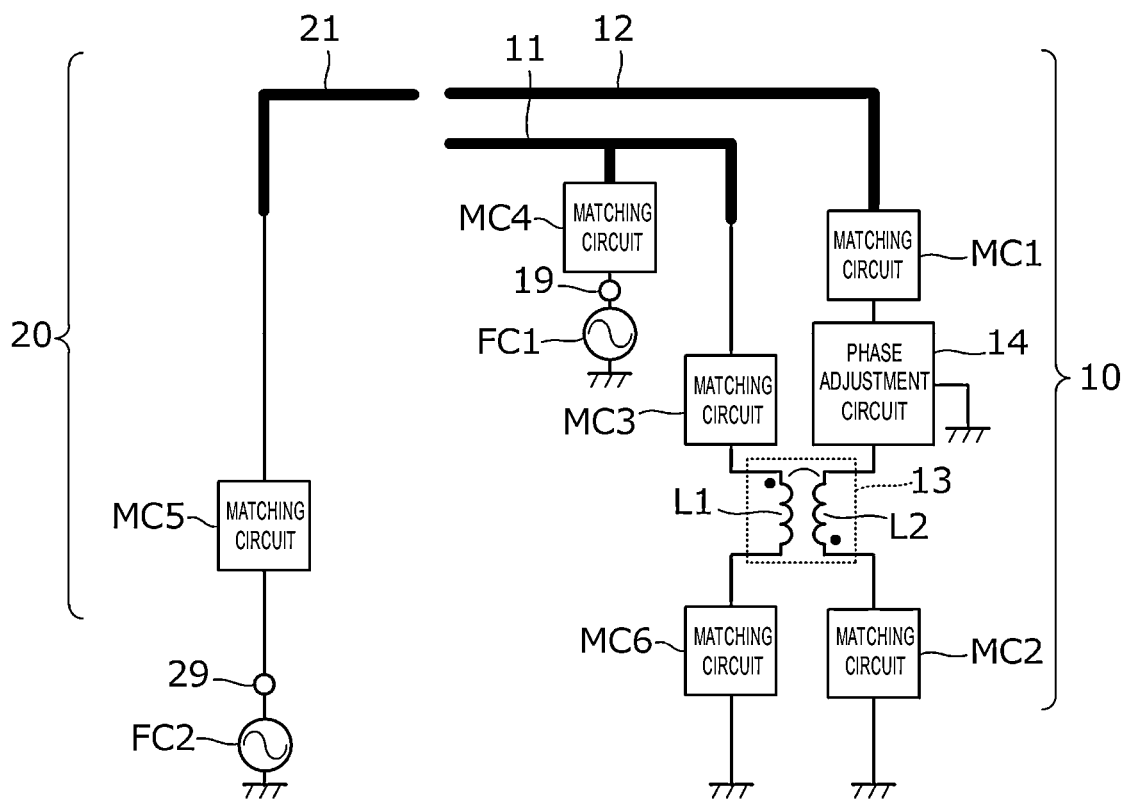 21
12
11
MC4
MATCHING
CIRCUIT
MATCHING
CIRCUIT
MC1
19
20
FC1
PHASE
ADJUSTMENT
CIRCUIT
14
10
MC3
MATCHING
CIRCUIT
13
L1
L2
MC5
MATCHING
CIRCUIT
MC6
MATCHING
CIRCUIT
MATCHING
CIRCUIT
MC2
29
FC2